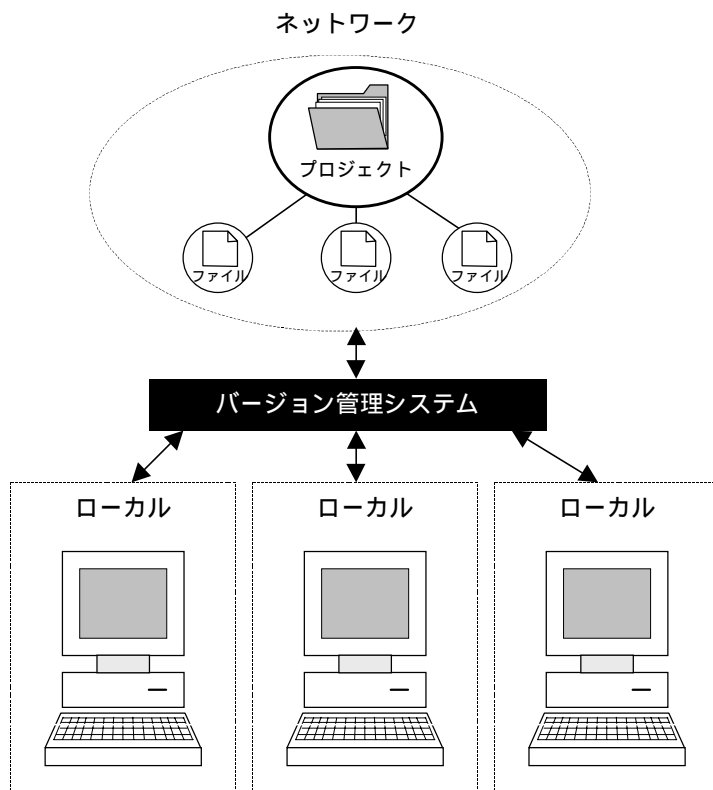 ネットワーク
プロジェクト
ファイル
ファイル
ファイル
バージョン管理システム
ローカル
ローカル
ローカル